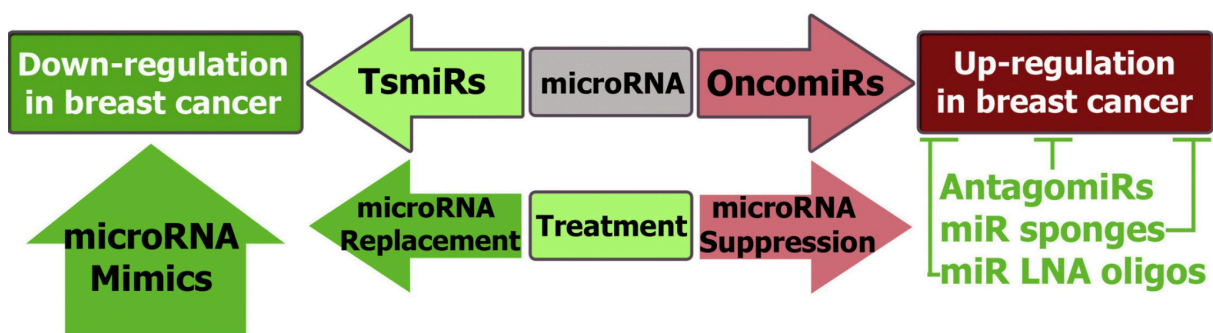 Down-regulation
in breast cancer
TsmiRs
microRNA
OncomiRs
Up-regulation
in breast cancer
microRNA
Mimics
microRNA
Replacement
Treatment
microRNA
Suppression
AntagomiRs
miR sponges
miR LNA oligos